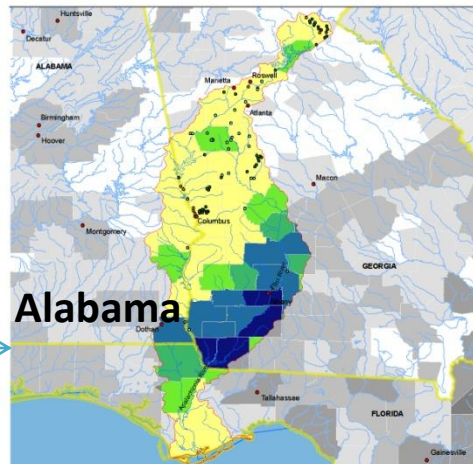 Huntsville
Decatur
ALABAMA
Roswell
Marietta
Atlanta
Birmingham
Hoover
Macon
Columbus
Montgomery
GEORGIA
Alabama
Albany
Dothan
Tallahassee
FLORIDA
Gainesville